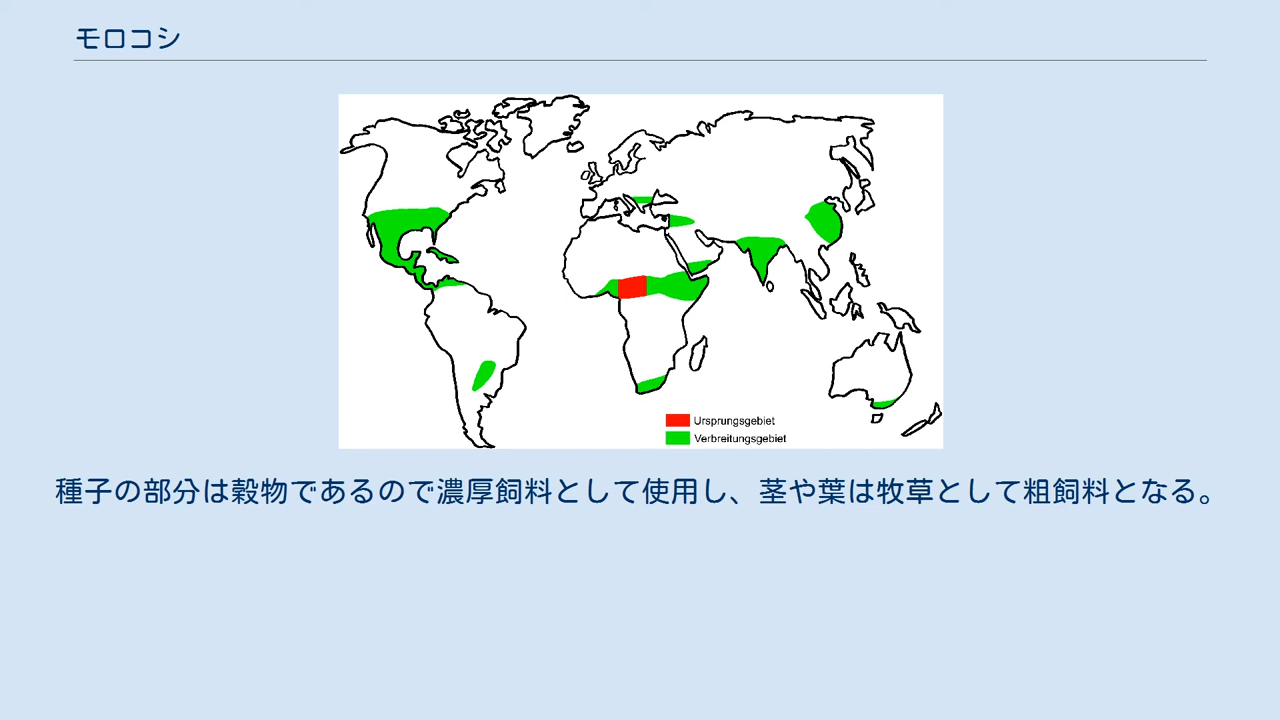 モロコシ
Ursprungsgebiet
Verbreitungsgebiet
種子の部分は穀物であるので濃厚飼料として使用し、茎や葉は牧草として粗飼料となる。